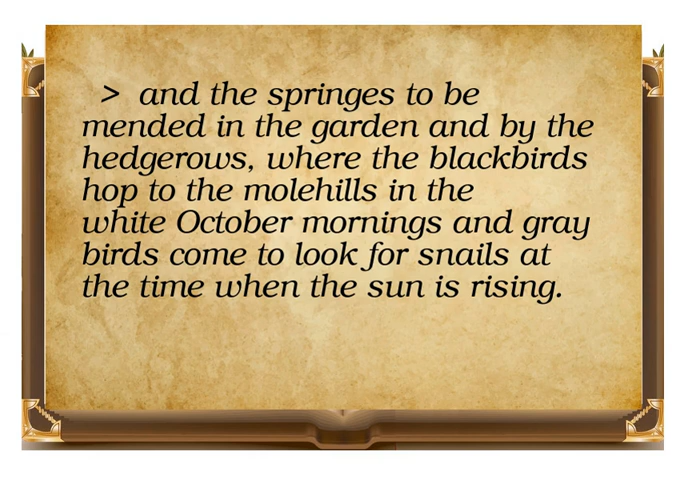 > and the springes to be
mended in the garden and by the
hedgerows, where the blackbirds
hop to the molehills in the
white October mornings and gray
birds come to look for snails at
the time when the sun is rising.